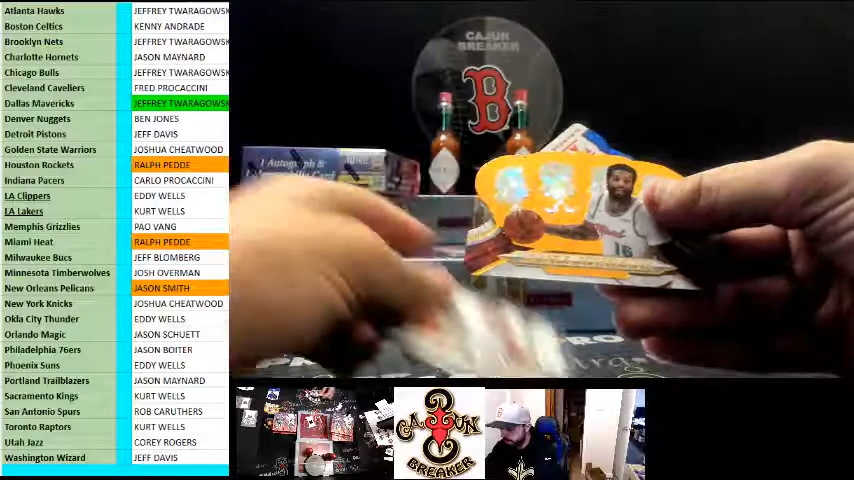 Atlanta Hawks JEFFREY TWARAGOWSK
Boston Celtics KENNY ANDRADE
Brooklyn Nets JEFFREY TWARAGOWSK
Charlotte Hornets JASON MAYNARD
Chicago Bulls JEFFREY TWARAGOWSK
Cleveland Cavaliers FRED PROCACCINI
Dallas Mavericks JEFFREY TWARAGOWSK
Denver Nuggets BEN JONES
Detroit Pistons JEFF DAVIS
Golden State Warriors JOSHUA CHEATWOOD
Houston Rockets RALPH PEDDE
Indiana Pacers CARLO PROCACCINI
LA Clippers EDDY WELLS
LA Lakers KURT WELLS
Memphis Grizzlies PAO VANG
Miami Heat RALPH PEDDE
Milwaukee Bucs JEFF BLOMBERG
Minnesota Timberwolves JOSH OVERMAN
New Orleans Pelicans JASON SMITH
New York Knicks JOSHUA CHEATWOOD
Okla City Thunder EDDY WELLS
Orlando Magic JASON SCHUETT
Philadelphia 76ers JASON BOITER
Phoenix Suns EDDY WELLS
Portland Trailblazers JASON MAYNARD
Sacramento Kings KURT WELLS
San Antonio Spurs ROB CARUTHERS
Toronto Raptors KURT WELLS
Utah Jazz COREY ROGERS
Washington Wizard JEFF DAVIS
CAJUN
BREAKER
B
1 Autograph &
16
CAJUN
BREAKER